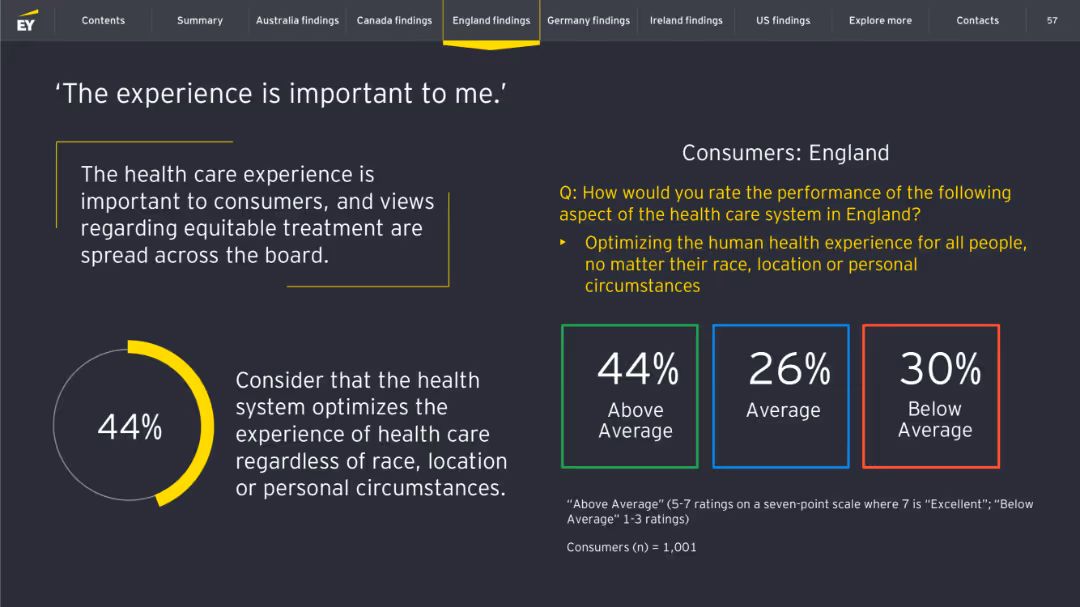 EY
Contents
Summary
Australia findings
Canada findings
England findings
Germany findings
Ireland findings
US findings
Explore more
Contacts
57
‘The experience is important to me.’
The health care experience is
important to consumers, and views
regarding equitable treatment are
spread across the board.
44%
Consider that the health
system optimizes the
experience of health care
regardless of race, location
or personal circumstances.
Consumers: England
Q: How would you rate the performance of the following
aspect of the health care system in England?
‣ Optimizing the human health experience for all people,
no matter their race, location or personal
circumstances
44%
Above
Average
26%
Average
30%
Below
Average
“Above Average” (5-7 ratings on a seven-point scale where 7 is “Excellent”; “Below
Average” 1-3 ratings)
Consumers (n) = 1,001